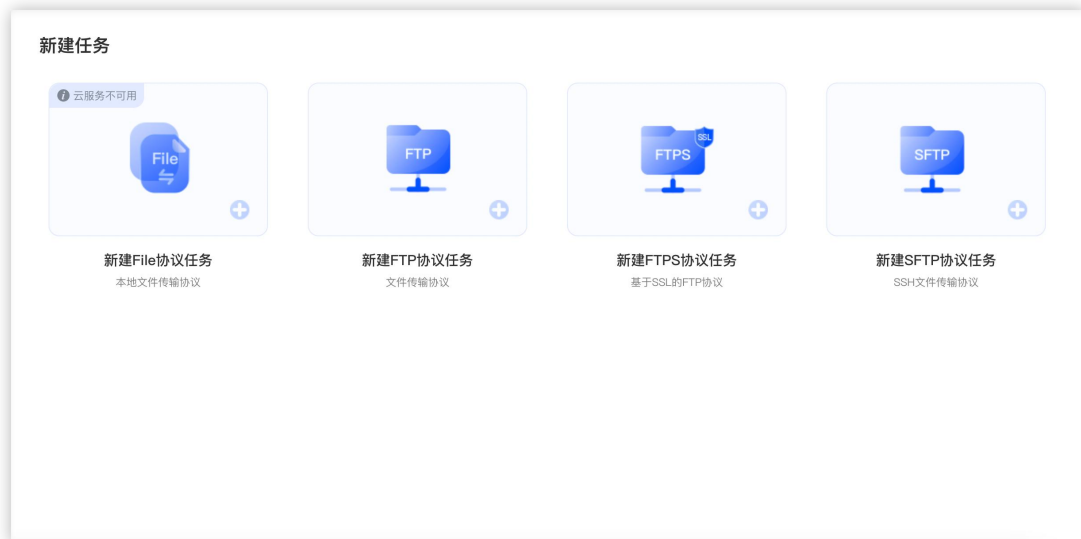 新建任务
云服务不可用
File
FTP
FTPS
SSL
SFTP
新建File协议任务
新建FTP协议任务
新建FTPS协议任务
新建SFTP协议任务
本地文件传输协议
文件传输协议
基于SSL的FTP协议
SSH文件传输协议